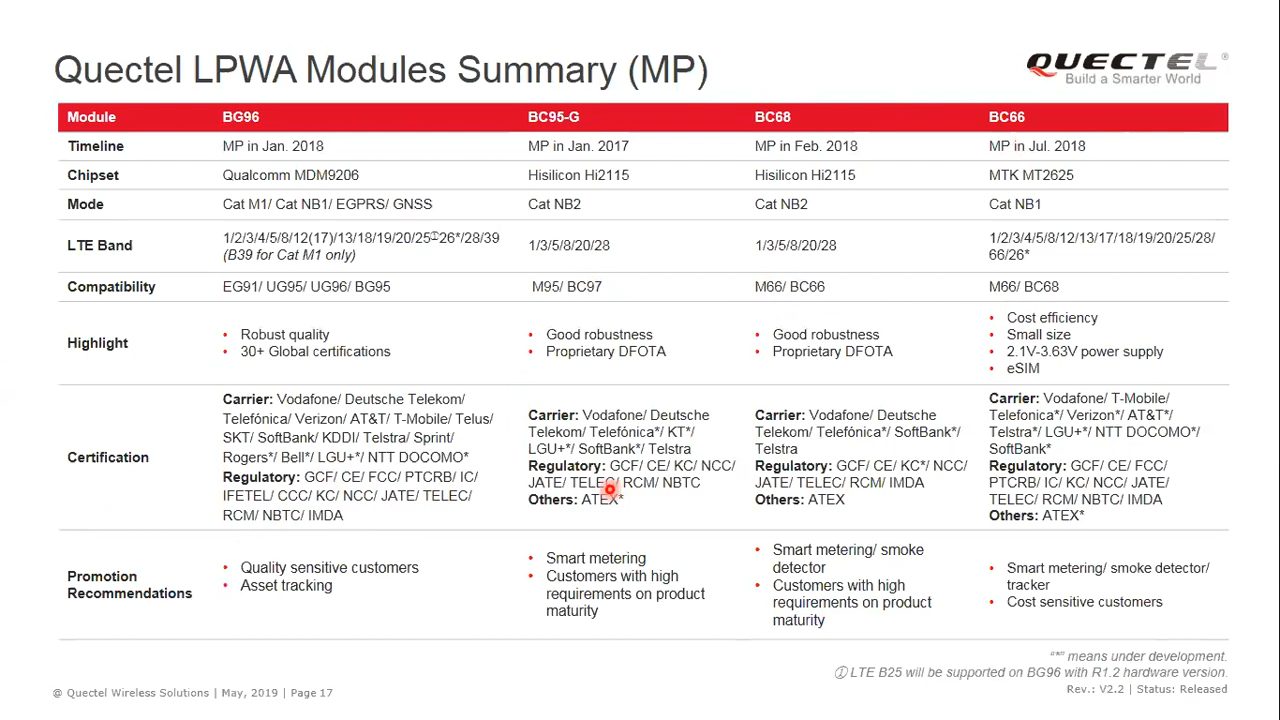 Quectel LPWA Modules Summary (MP)
QUECTEL®
Build a Smarter World
Module BG96 BC95-G BC68 BC66
Timeline MP in Jan. 2018 MP in Jan. 2017 MP in Feb. 2018 MP in Jul. 2018
Chipset Qualcomm MDM9206 Hisilicon Hi2115 Hisilicon Hi2115 MTK MT2625
Mode Cat M1/ Cat NB1/ EGPRS/ GNSS Cat NB2 Cat NB2 Cat NB1
LTE Band
1/2/3/4/5/8/12(17)/13/18/19/20/25①26*/28/39
(B39 for Cat M1 only)
1/3/5/8/20/28
1/3/5/8/20/28
1/2/3/4/5/8/12/13/17/18/19/20/25/28/
66/26*
Compatibility EG91/ UG95/ UG96/ BG95 M95/ BC97 M66/ BC66 M66/ BC68
Highlight
• Robust quality
• 30+ Global certifications
• Good robustness
• Proprietary DFOTA
• Good robustness
• Proprietary DFOTA
• Cost efficiency
• Small size
• 2.1V-3.63V power supply
• eSIM
Certification
Carrier: Vodafone/ Deutsche Telekom/
Telefónica/ Verizon/ AT&T/ T-Mobile/ Telus/
SKT/ SoftBank/ KDDI/ Telstra/ Sprint/
Rogers*/ Bell*/ LGU+*/ NTT DOCOMO*
Regulatory: GCF/ CE/ FCC/ PTCRB/ IC/
IFETEL/ CCC/ KC/ NCC/ JATE/ TELEC/
RCM/ NBTC/ IMDA
Carrier: Vodafone/ Deutsche
Telekom/ Telefónica*/ KT*/
LGU+*/ SoftBank*/ Telstra
Regulatory: GCF/ CE/ KC/ NCC/
JATE/ TELEC/ RCM/ NBTC
Others: ATEX*
Carrier: Vodafone/ Deutsche
Telekom/ Telefónica*/ SoftBank*/
Telstra
Regulatory: GCF/ CE/ KC*/ NCC/
JATE/ TELEC/ RCM/ IMDA
Others: ATEX
Carrier: Vodafone/ T-Mobile/
Telefonica*/ Verizon*/ AT&T*/
Telstra*/ LGU+*/ NTT DOCOMO*/
SoftBank*
Regulatory: GCF/ CE/ FCC/
PTCRB/ IC/ KC/ NCC/ JATE/
TELEC/ RCM/ NBTC/ IMDA
Others: ATEX*
Promotion
Recommendations
• Quality sensitive customers
• Asset tracking
• Smart metering
• Customers with high
requirements on product
maturity
• Smart metering/ smoke
detector
• Customers with high
requirements on product
maturity
• Smart metering/ smoke detector/
tracker
• Cost sensitive customers
"*" means under development.
① LTE B25 will be supported on BG96 with R1.2 hardware version.
@ Quectel Wireless Solutions | May, 2019 | Page 17
Rev.: V2.2 | Status: Released